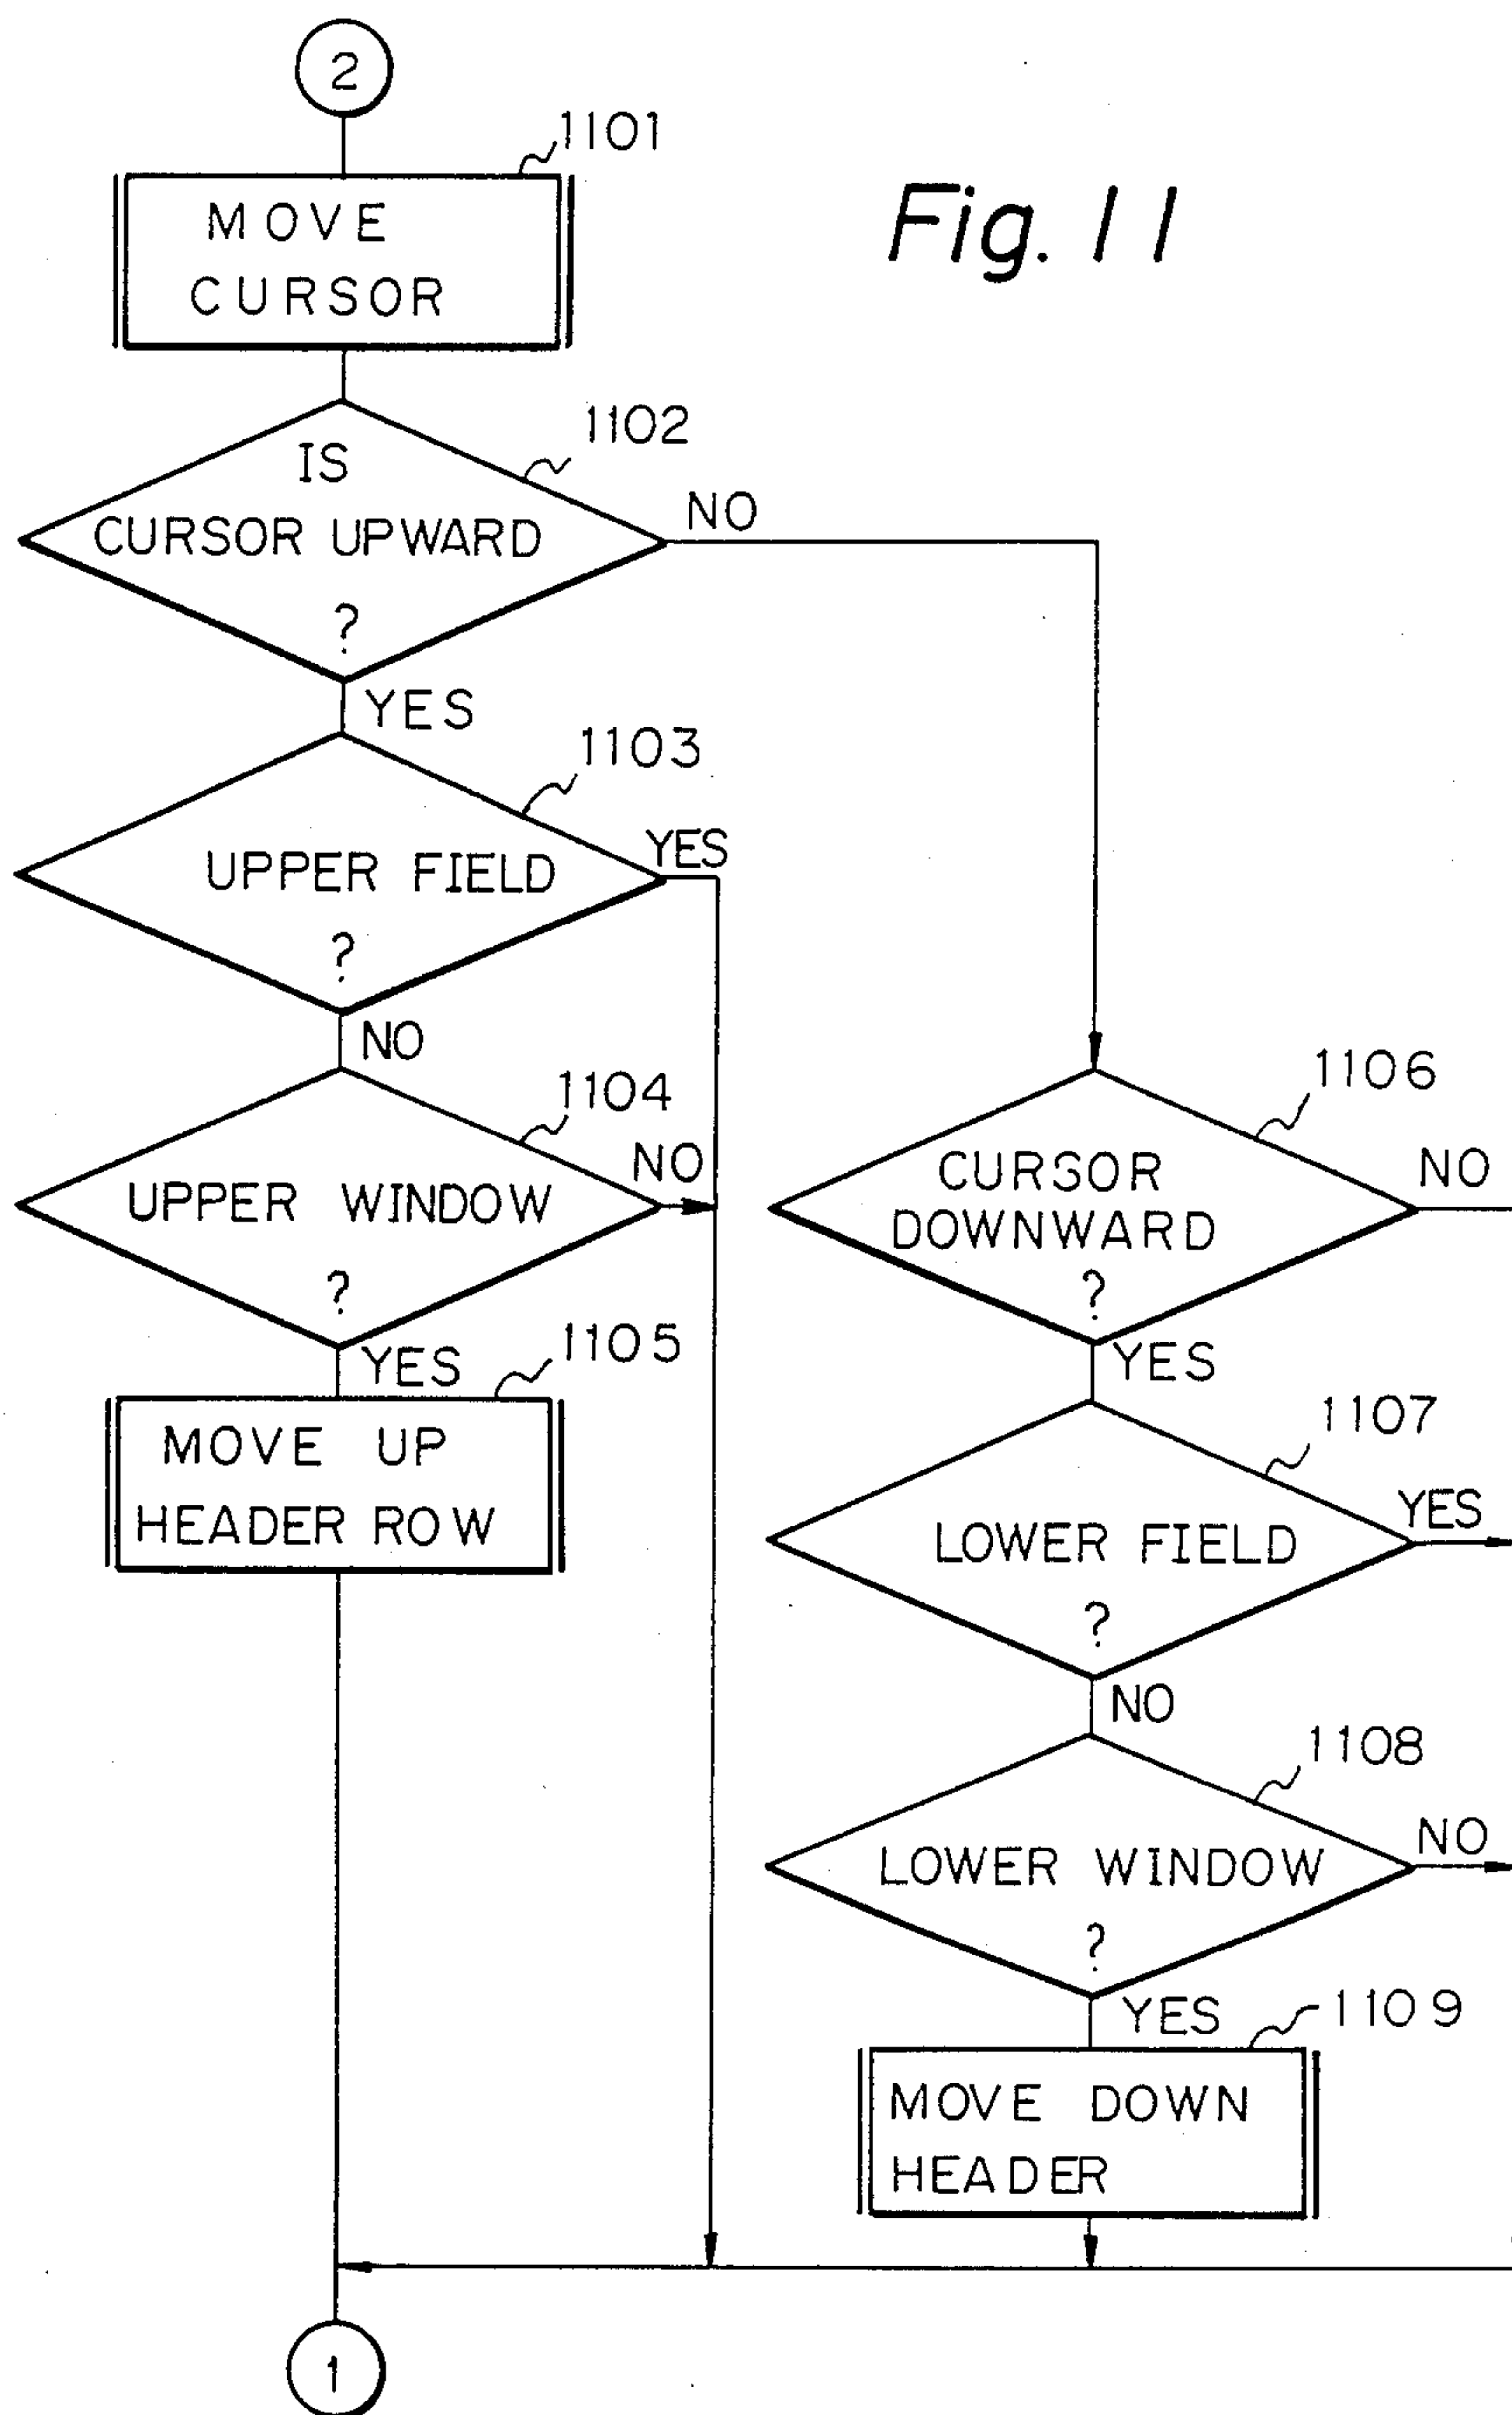 2
1101
MOVE
CURSOR
Fig. 11
1102
IS
CURSOR UPWARD
?
NO
YES
1103
UPPER FIELD
?
YES
NO
1104
UPPER WINDOW
?
NO
YES
1105
MOVE UP
HEADER ROW
1106
CURSOR
DOWNWARD
?
NO
YES
1107
LOWER FIELD
?
YES
NO
1108
LOWER WINDOW
?
NO
YES
1109
MOVE DOWN
HEADER
1